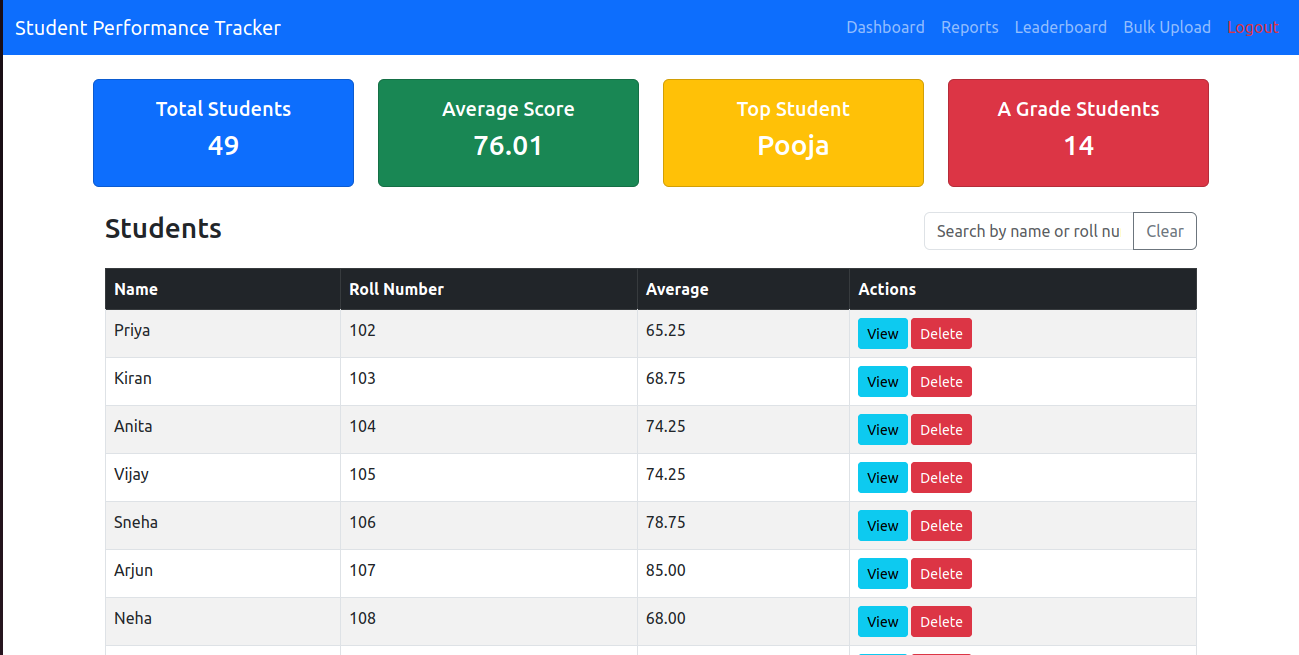 Student Performance Tracker Dashboard Reports Leaderboard Bulk Upload Logout
Total Students Average Score Top Student A Grade Students
49 76.01 Pooja 14
Students Search by name or roll nu Clear
Name Roll Number Average Actions
Priya 102 65.25 View Delete
Kiran 103 68.75 View Delete
Anita 104 74.25 View Delete
Vijay 105 74.25 View Delete
Sneha 106 78.75 View Delete
Arjun 107 85.00 View Delete
Neha 108 68.00 View Delete